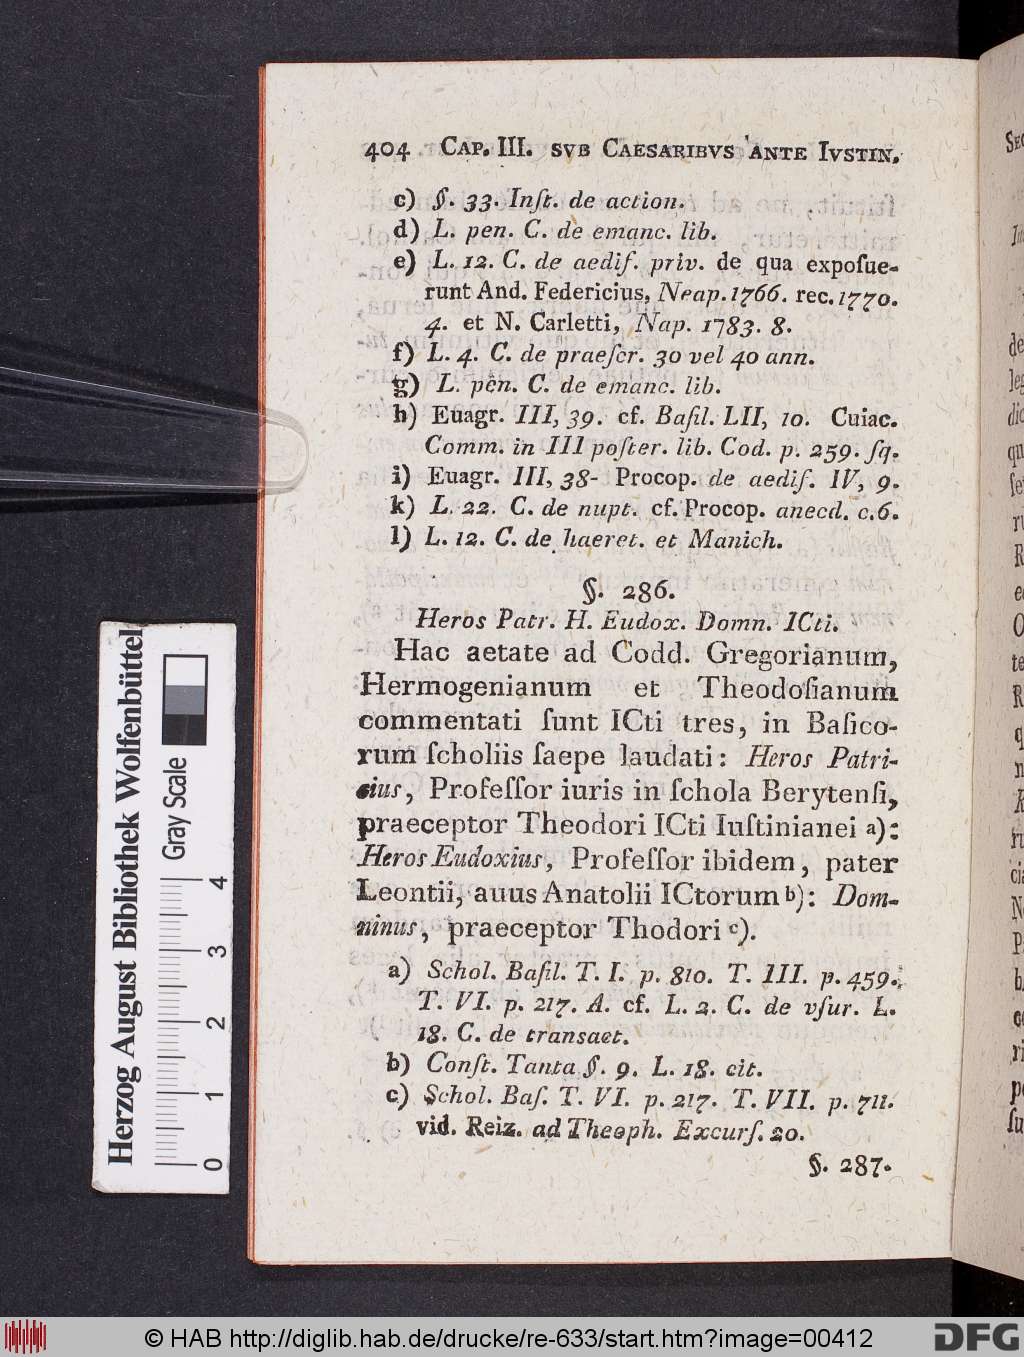 404 CAP. III. SVB CAESARIBVS ANTE IVSTIN.
c) §. 33. Inſt. de action.
d) L. pen. C. de emanc. lib.
e) L. 12. C. de aedif. priv. de qua expoſue-
runt And. Federicius, Neap. 1766. rec. 1770.
4. et N. Carletti, Nap. 1783. 8.
f) L. 4. C. de praeſcr. 30 vel 40 ann.
g) L. pen. C. de emanc. lib.
h) Euagr. III, 39. cf. Baſil. LII, 10. Cuiac.
Comm. in III poſter. lib. Cod. p. 259. ſq.
i) Euagr. III, 38- Procop. de aedif. IV, 9.
k) L. 22. C. de nupt. cf. Procop. anecd. c. 6.
l) L. 12. C. de haeret. et Manich.
§. 286.
Heros Patr. H. Eudox. Domn. ICti.
Hac aetate ad Codd. Gregorianum,
Hermogenianum et Theodoſianum
commentati ſunt ICti tres, in Baſico-
rum ſcholiis ſaepe laudati: Heros Patri-
cius, Profeſſor iuris in ſchola Berytenſi,
praeceptor Theodori ICti Iuſtinianei a):
Heros Eudoxius, Profeſſor ibidem, pater
Leontii, auus Anatolii ICtorum b): Dom-
ninus, praeceptor Thodori c).
a) Schol. Baſil. T. I. p. 810. T. III. p. 459.
T. VI. p. 217. A. cf. L. 2. C. de vſur. L.
18. C. de transact.
b) Conſt. Tanta §. 9. L. 18. cit.
c) Schol. Baſ. T. VI. p. 217. T. VII. p. 711.
vid. Reiz. ad Theoph. Excurſ. 20.
§. 287.
Herzog August Bibliothek Wolfenbüttel
Gray Scale
0 1 2 3 4
© HAB http://diglib.hab.de/drucke/re-633/start.htm?image=00412
DFG